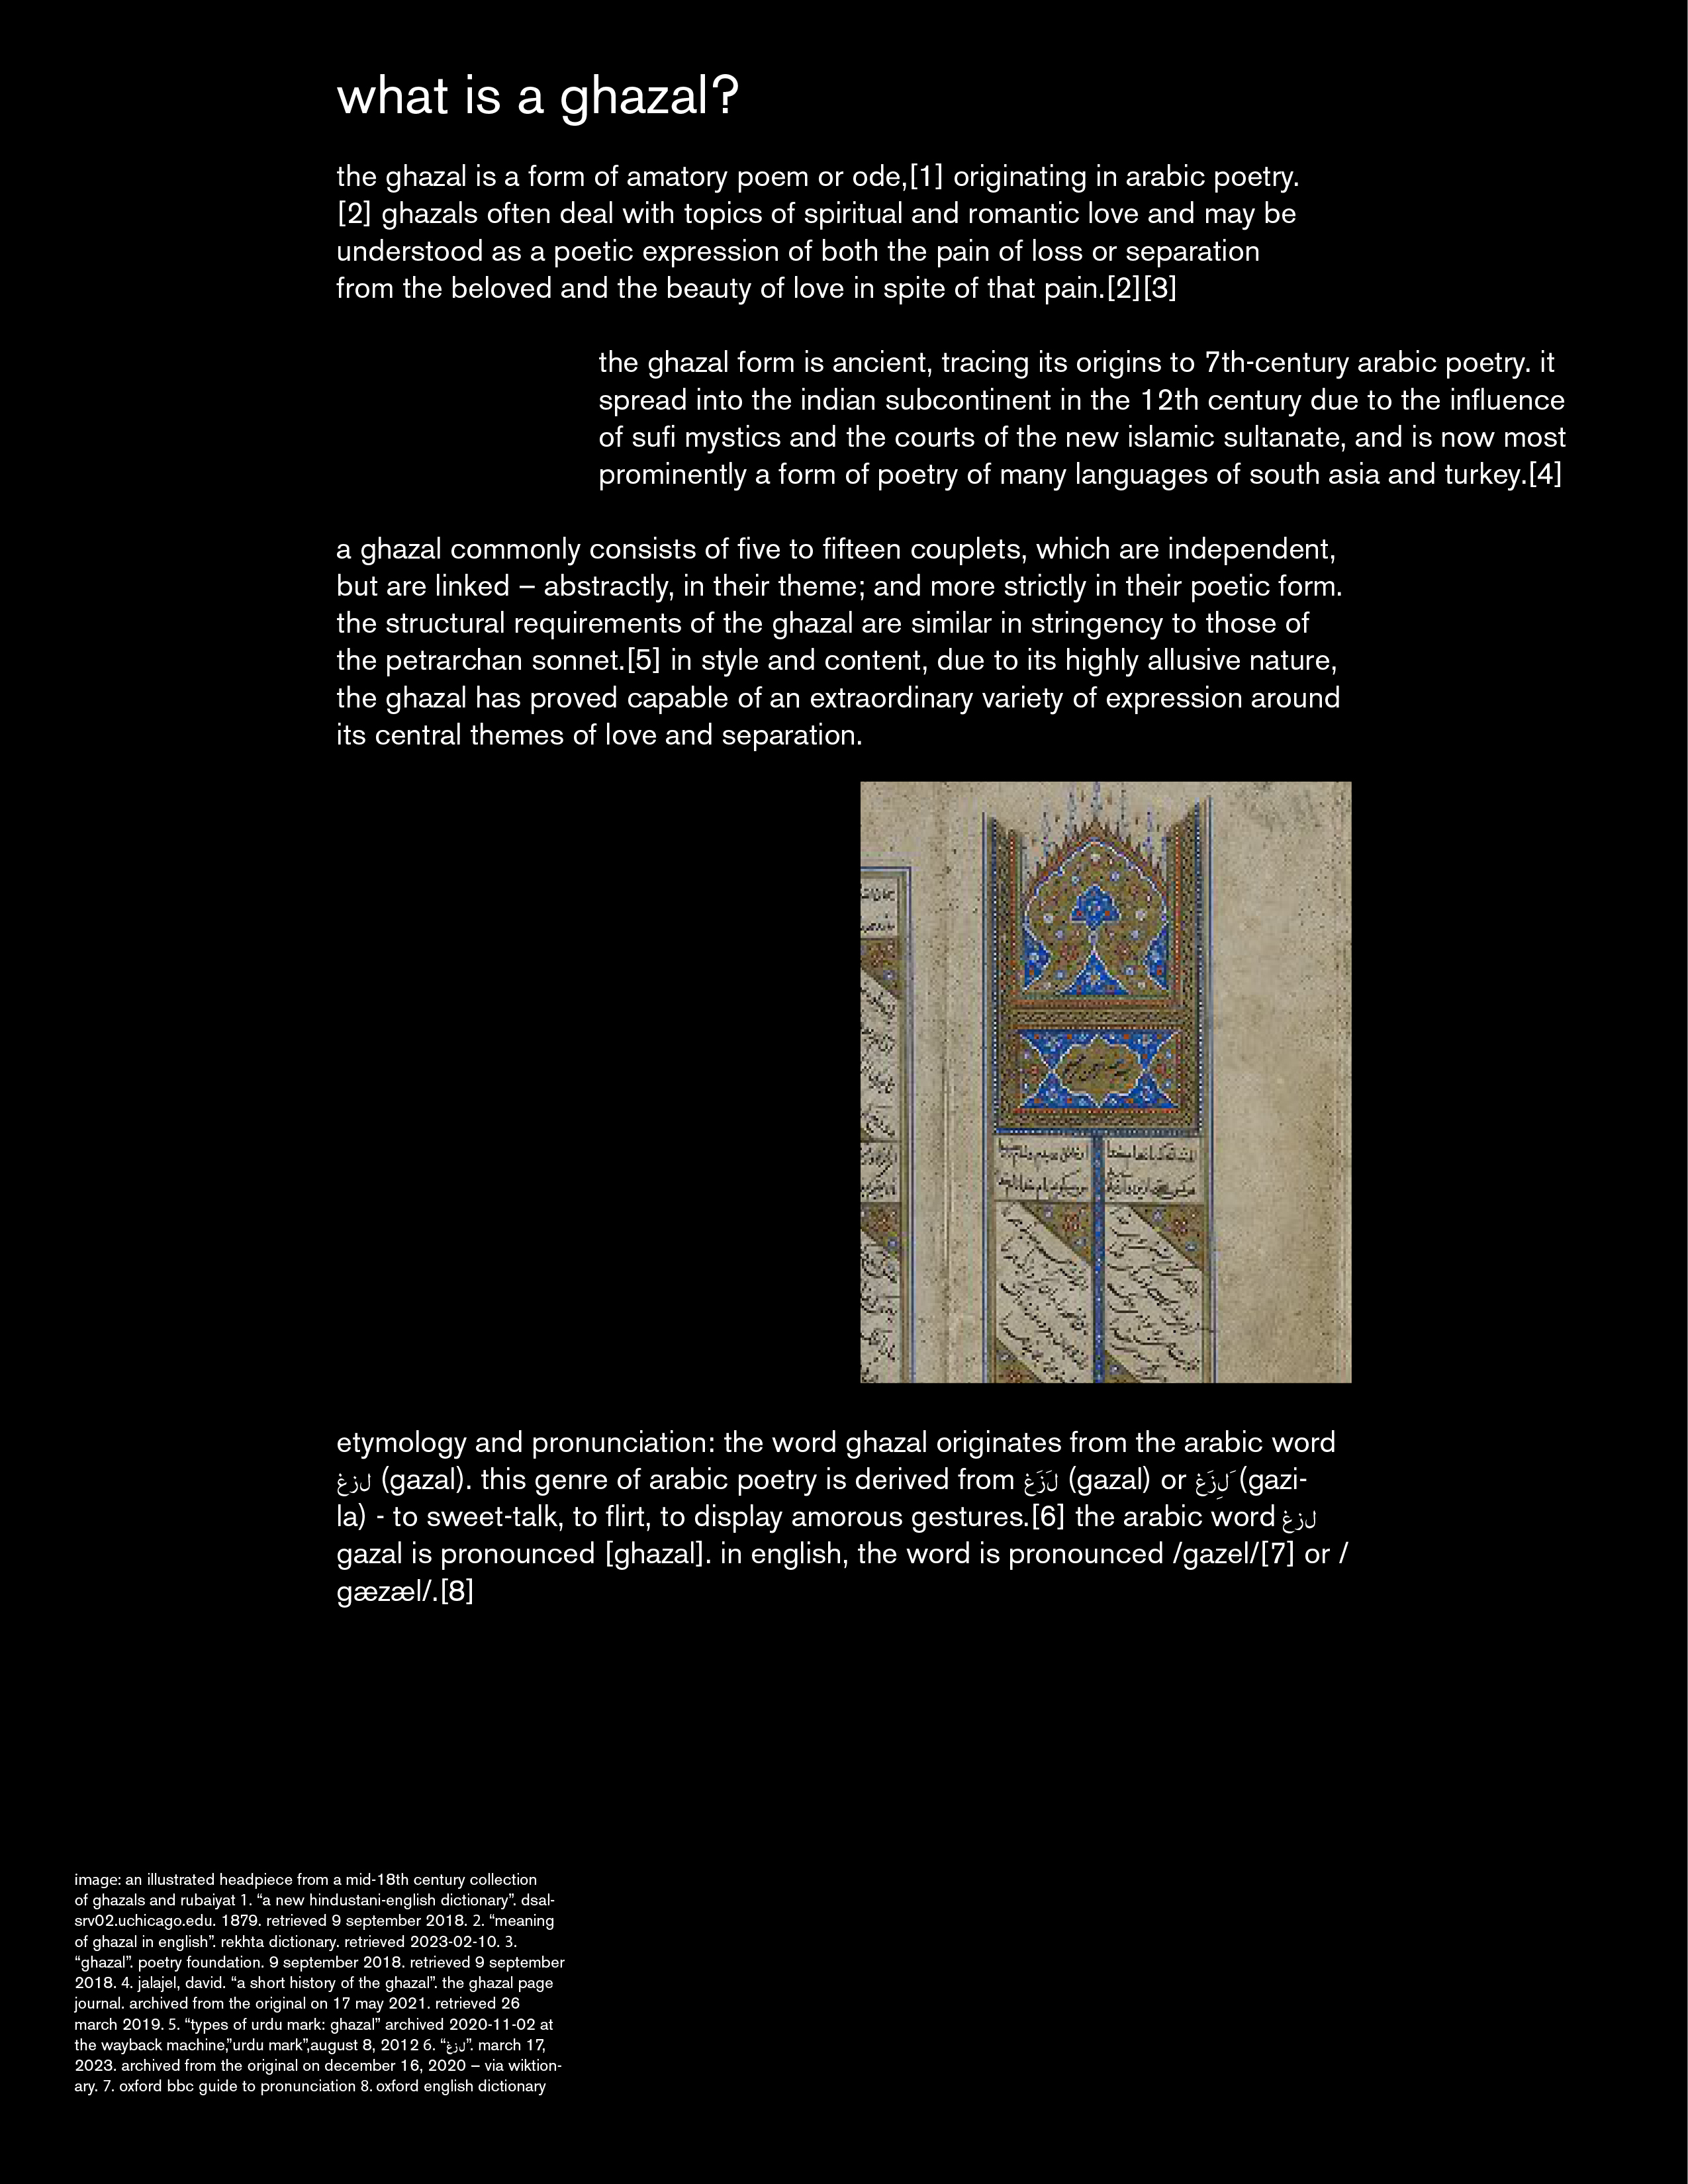 what is a ghazal?
the ghazal is a form of amatory poem or ode,[1] originating in arabic poetry.
[2] ghazals often deal with topics of spiritual and romantic love and may be
understood as a poetic expression of both the pain of loss or separation
from the beloved and the beauty of love in spite of that pain.[2][3]
the ghazal form is ancient, tracing its origins to 7th-century arabic poetry. it
spread into the indian subcontinent in the 12th century due to the influence
of sufi mystics and the courts of the new islamic sultanate, and is now most
prominently a form of poetry of many languages of south asia and turkey.[4]
a ghazal commonly consists of five to fifteen couplets, which are independent,
but are linked – abstractly, in their theme; and more strictly in their poetic form.
the structural requirements of the ghazal are similar in stringency to those of
the petrarchan sonnet.[5] in style and content, due to its highly allusive nature,
the ghazal has proved capable of an extraordinary variety of expression around
its central themes of love and separation.
etymology and pronunciation: the word ghazal originates from the arabic word
لزغ (gazal). this genre of arabic poetry is derived from لَزَغ (gazal) or َلِزَغ (gazi-
la) - to sweet-talk, to flirt, to display amorous gestures.[6] the arabic word لزغ
gazal is pronounced [ghazal]. in english, the word is pronounced /gazel/[7] or /
gæzæl/.[8]
image: an illustrated headpiece from a mid-18th century collection
of ghazals and rubaiyat 1. “a new hindustani-english dictionary”. dsal-
srv02.uchicago.edu. 1879. retrieved 9 september 2018. 2. “meaning
of ghazal in english”. rekhta dictionary. retrieved 2023-02-10. 3.
“ghazal”. poetry foundation. 9 september 2018. retrieved 9 september
2018. 4. jalajel, david. “a short history of the ghazal”. the ghazal page
journal. archived from the original on 17 may 2021. retrieved 26
march 2019. 5. “types of urdu mark: ghazal” archived 2020-11-02 at
the wayback machine,”urdu mark”,august 8, 2012 6. “لزغ”. march 17,
2023. archived from the original on december 16, 2020 – via wiktion-
ary. 7. oxford bbc guide to pronunciation 8. oxford english dictionary